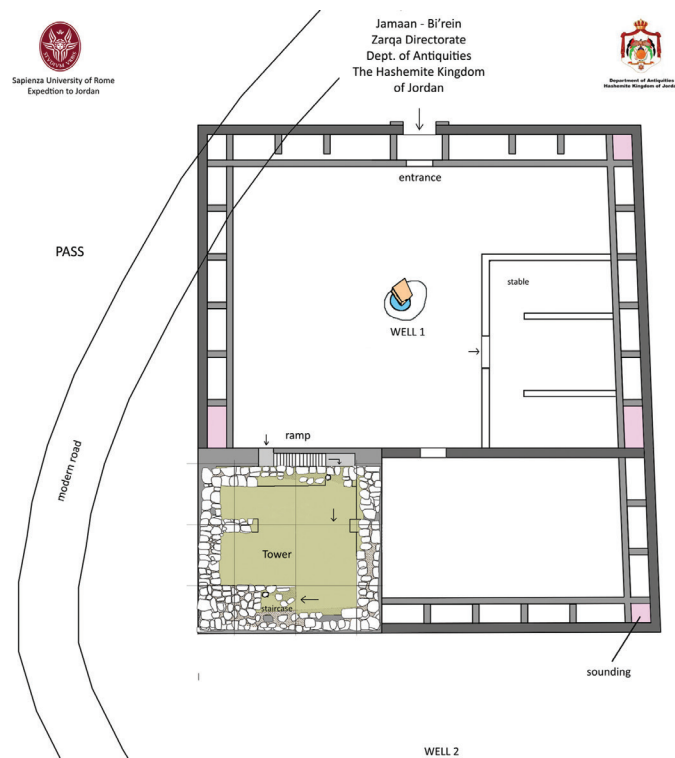 Jamaan - Bi'rein
Zarqa Directorate
Dept. of Antiquities
The Hashemite Kingdom
of Jordan
Sapienza University of Rome
Expedition to Jordan
Department of Antiquities
Hashemite Kingdom of Jorda
entrance
PASS
stable
WELL 1
ramp
modern road
Tower
staircase
sounding
WELL 2